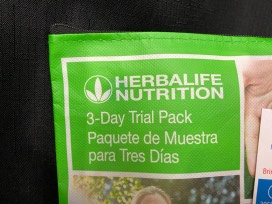 HERBALIFE
NUTRITION
3-Day Trial Pack
Paquete de Muestra
para Tres Días